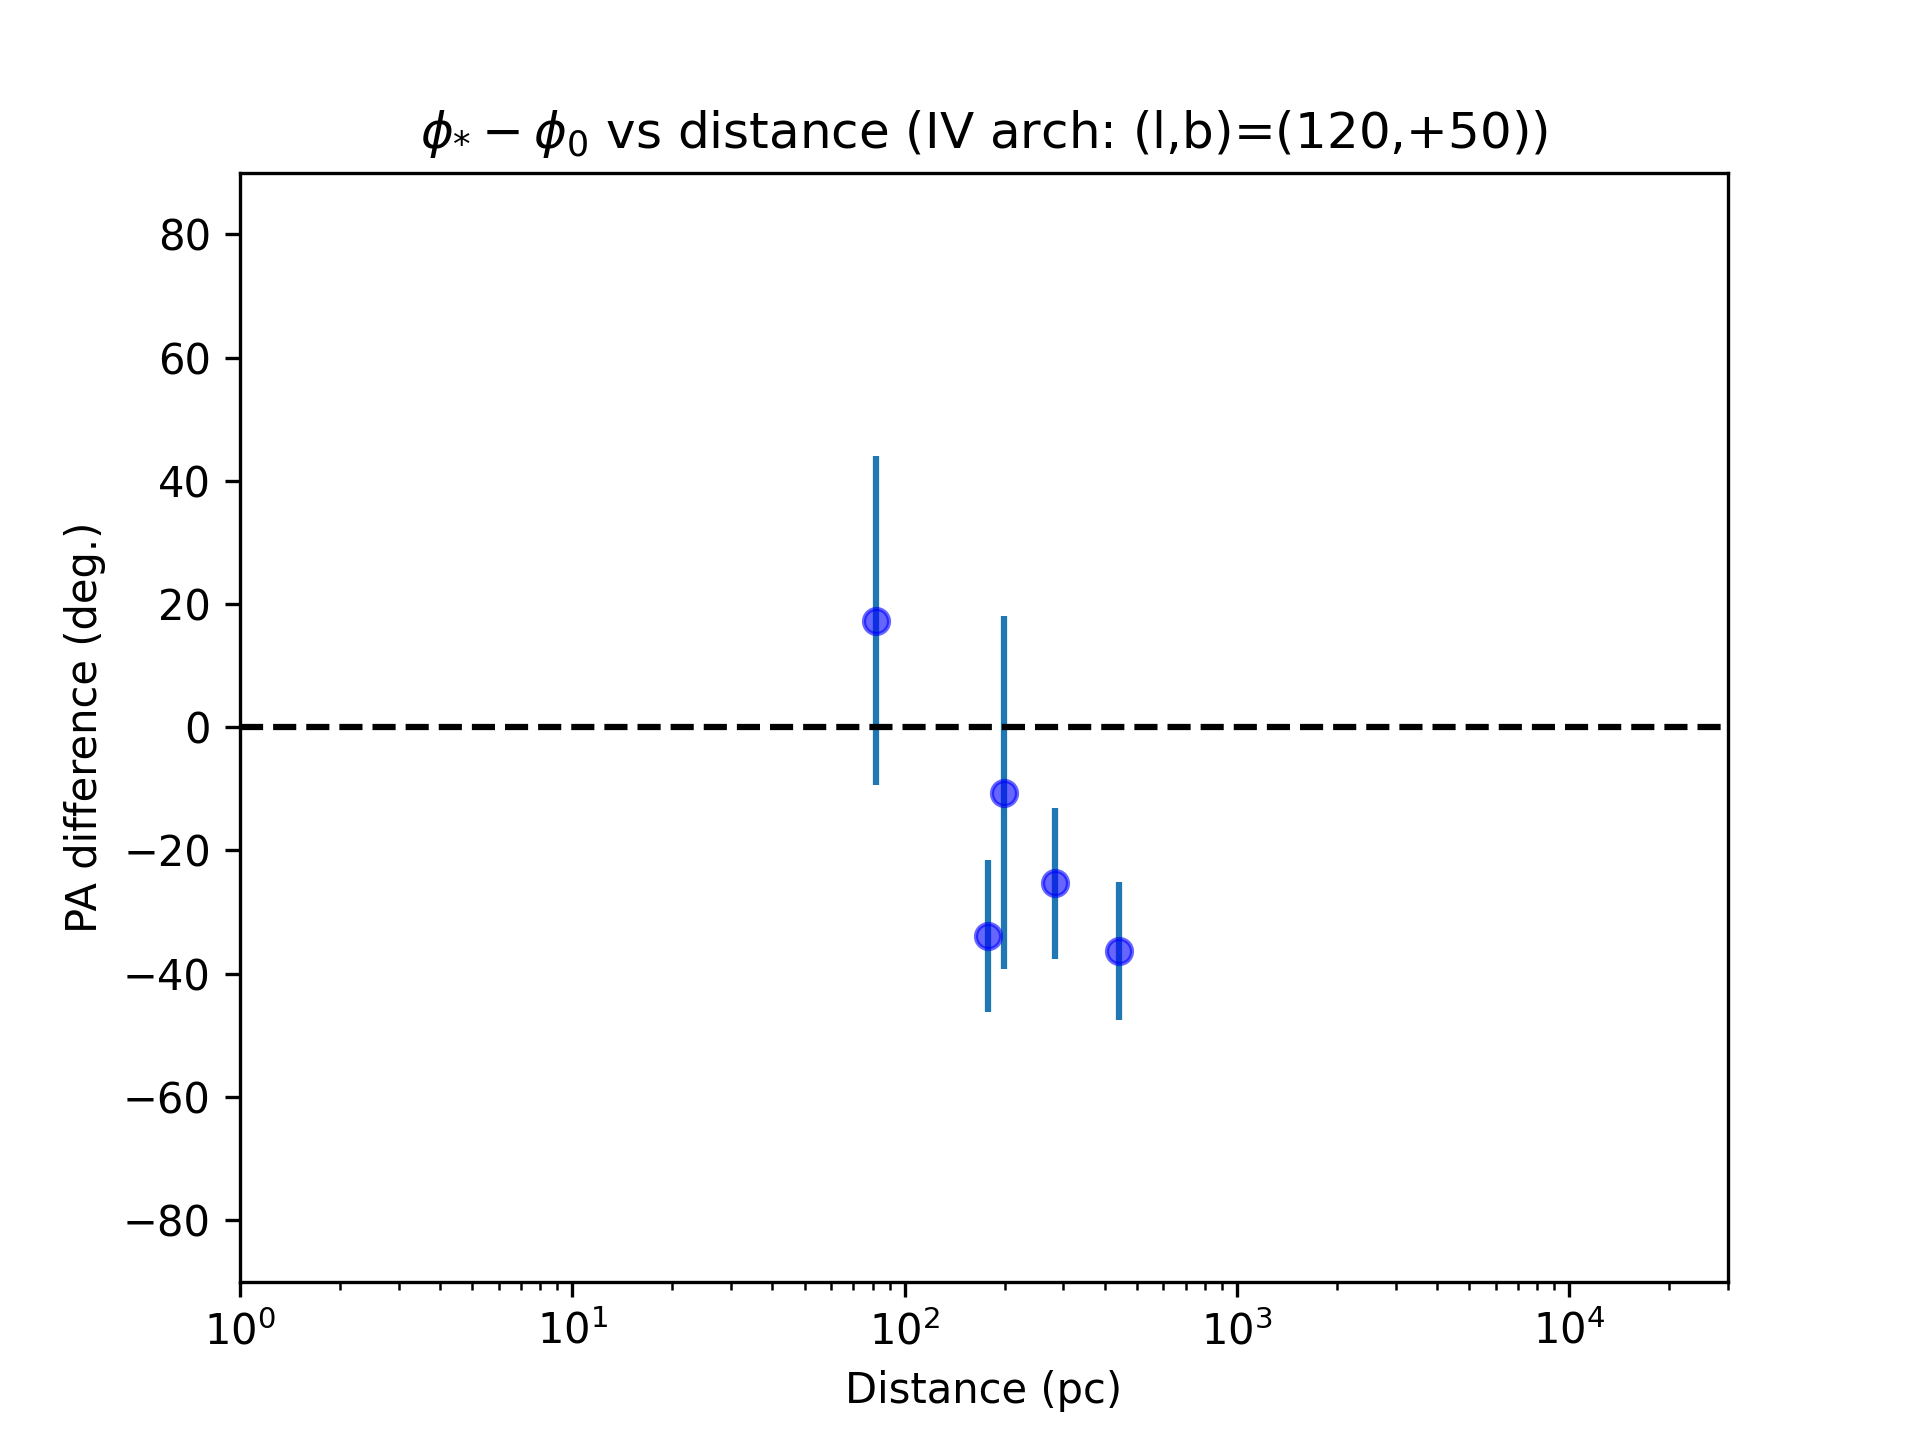 ϕ* − ϕ0 vs distance (IV arch: (l,b)=(120,+50))
80
60
40
20
0
−20
−40
−60
−80
PA difference (deg.)
10^0 10^1 10^2 10^3 10^4
Distance (pc)